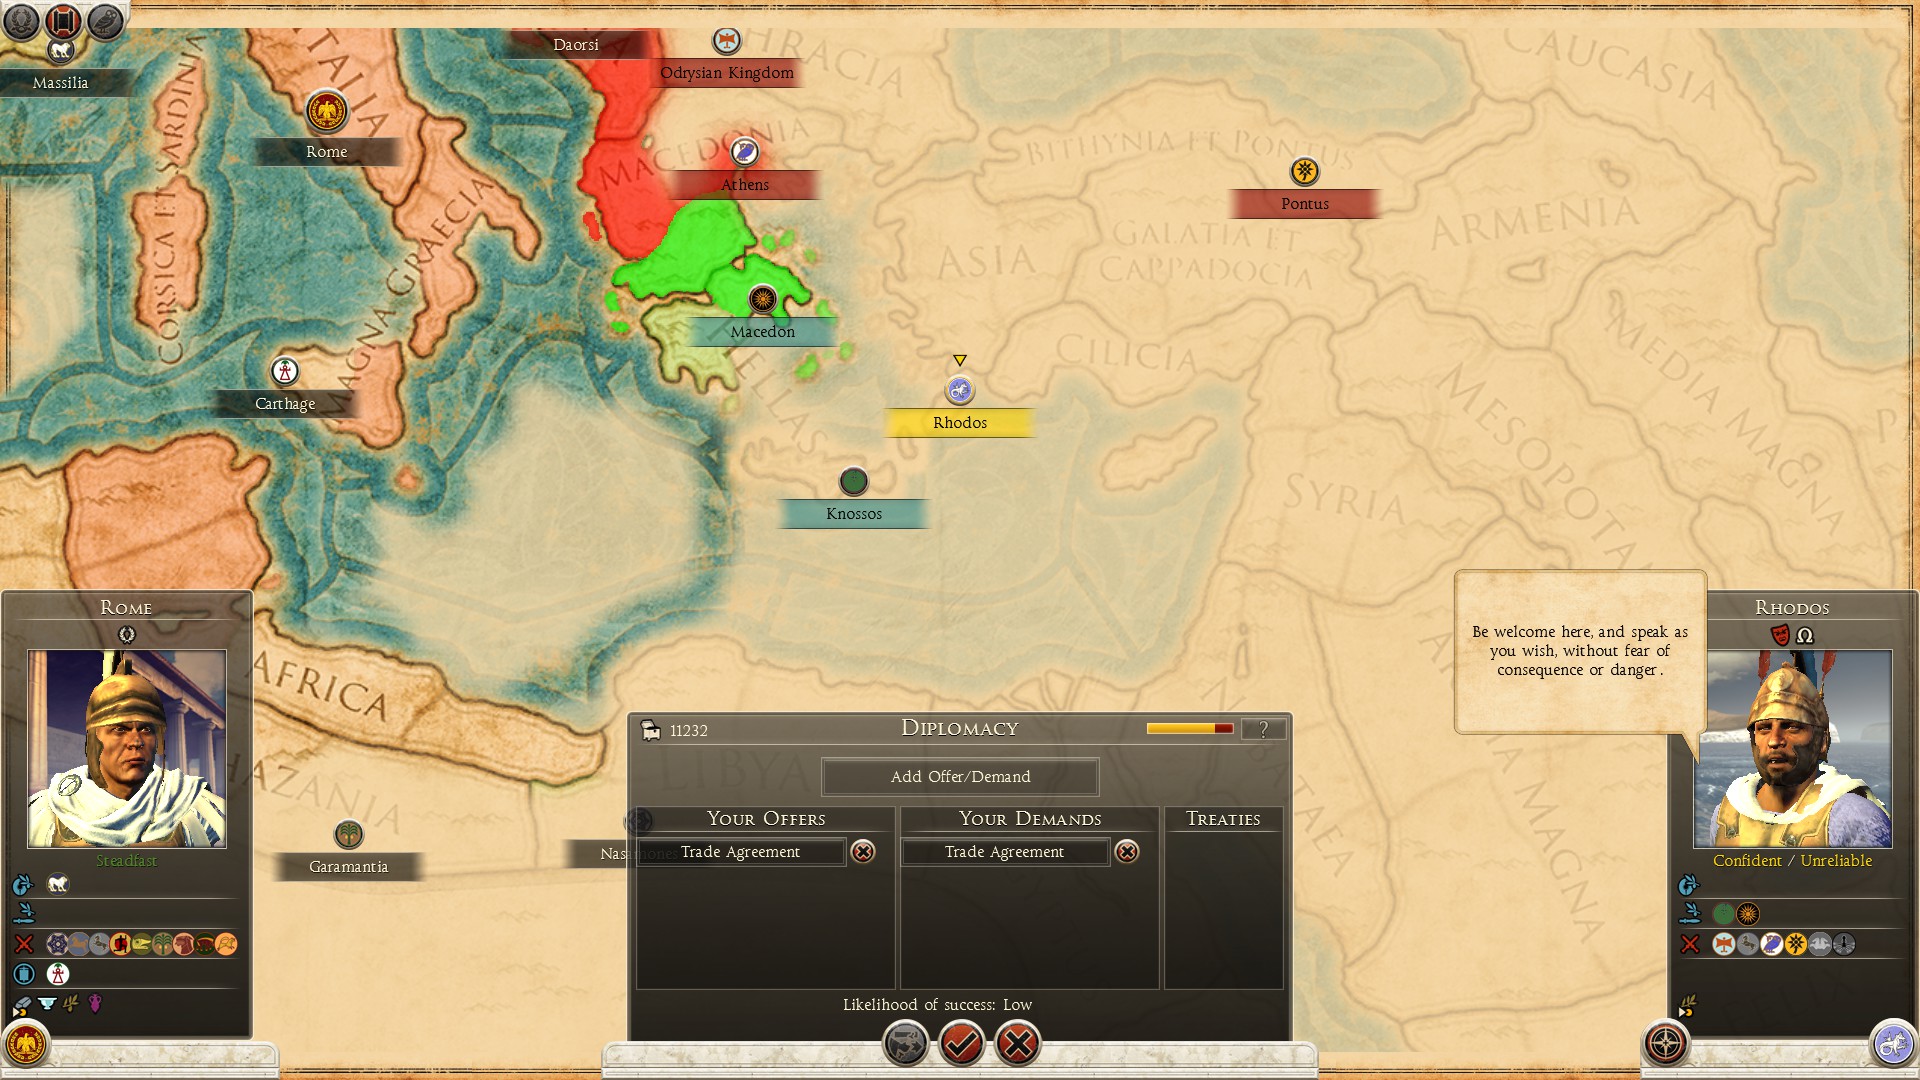 Daorsi
Odrysian Kingdom
Massilia
Rome
Athens
Pontus
Macedon
Carthage
Rhodos
Knossos
Garamantia
THRACIA
CAUCASIA
ITALIA
CORSICA ET SARDINIA
MACEDONIA
BITHYNIA ET PONTUS
ARMENIA
GALATIA ET
CAPPADOCIA
ASIA
MAGNA GRAECIA
CILICIA
HELLAS
MEDIA MAGNA
MESOPOTAMIA
SYRIA
AFRICA
LIBYA
Rome
Steadfast
11232
Diplomacy
?
Add Offer/Demand
Your Offers
Your Demands
Treaties
Trade Agreement
Trade Agreement
Likelihood of success: Low
Be welcome here, and speak as
you wish, without fear of
consequence or danger.
Rhodos
Confident / Unreliable